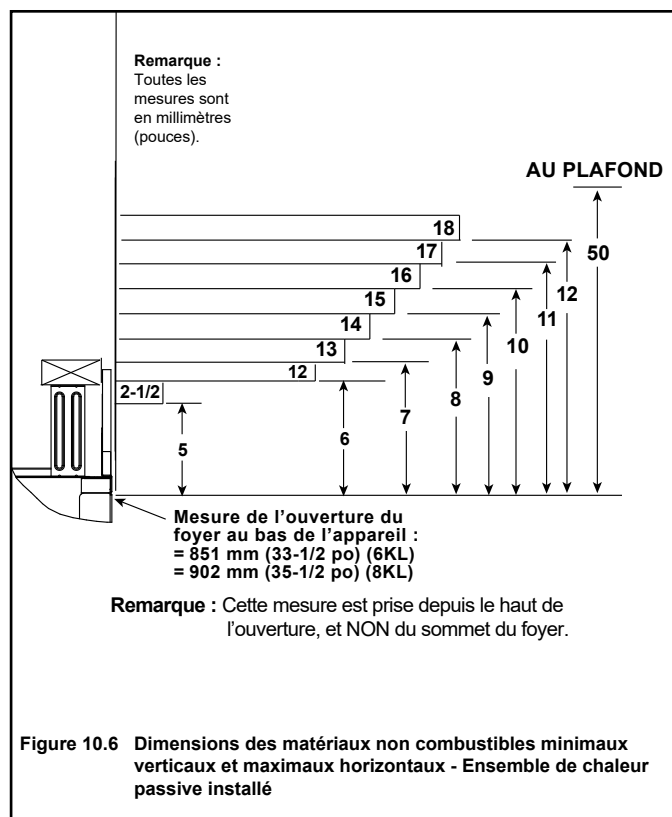 Remarque :
Toutes les
mesures sont
en millimètres
(pouces).
AU PLAFOND
18
17
16
15
14
13
12
2-1/2
5
6
7
8
9
10
11
12
50
Mesure de l'ouverture du
foyer au bas de l'appareil :
= 851 mm (33-1/2 po) (6KL)
= 902 mm (35-1/2 po) (8KL)
Remarque : Cette mesure est prise depuis le haut de
l'ouverture, et NON du sommet du foyer.
Figure 10.6 Dimensions des matériaux non combustibles minimaux
verticaux et maximaux horizontaux - Ensemble de chaleur
passive installé